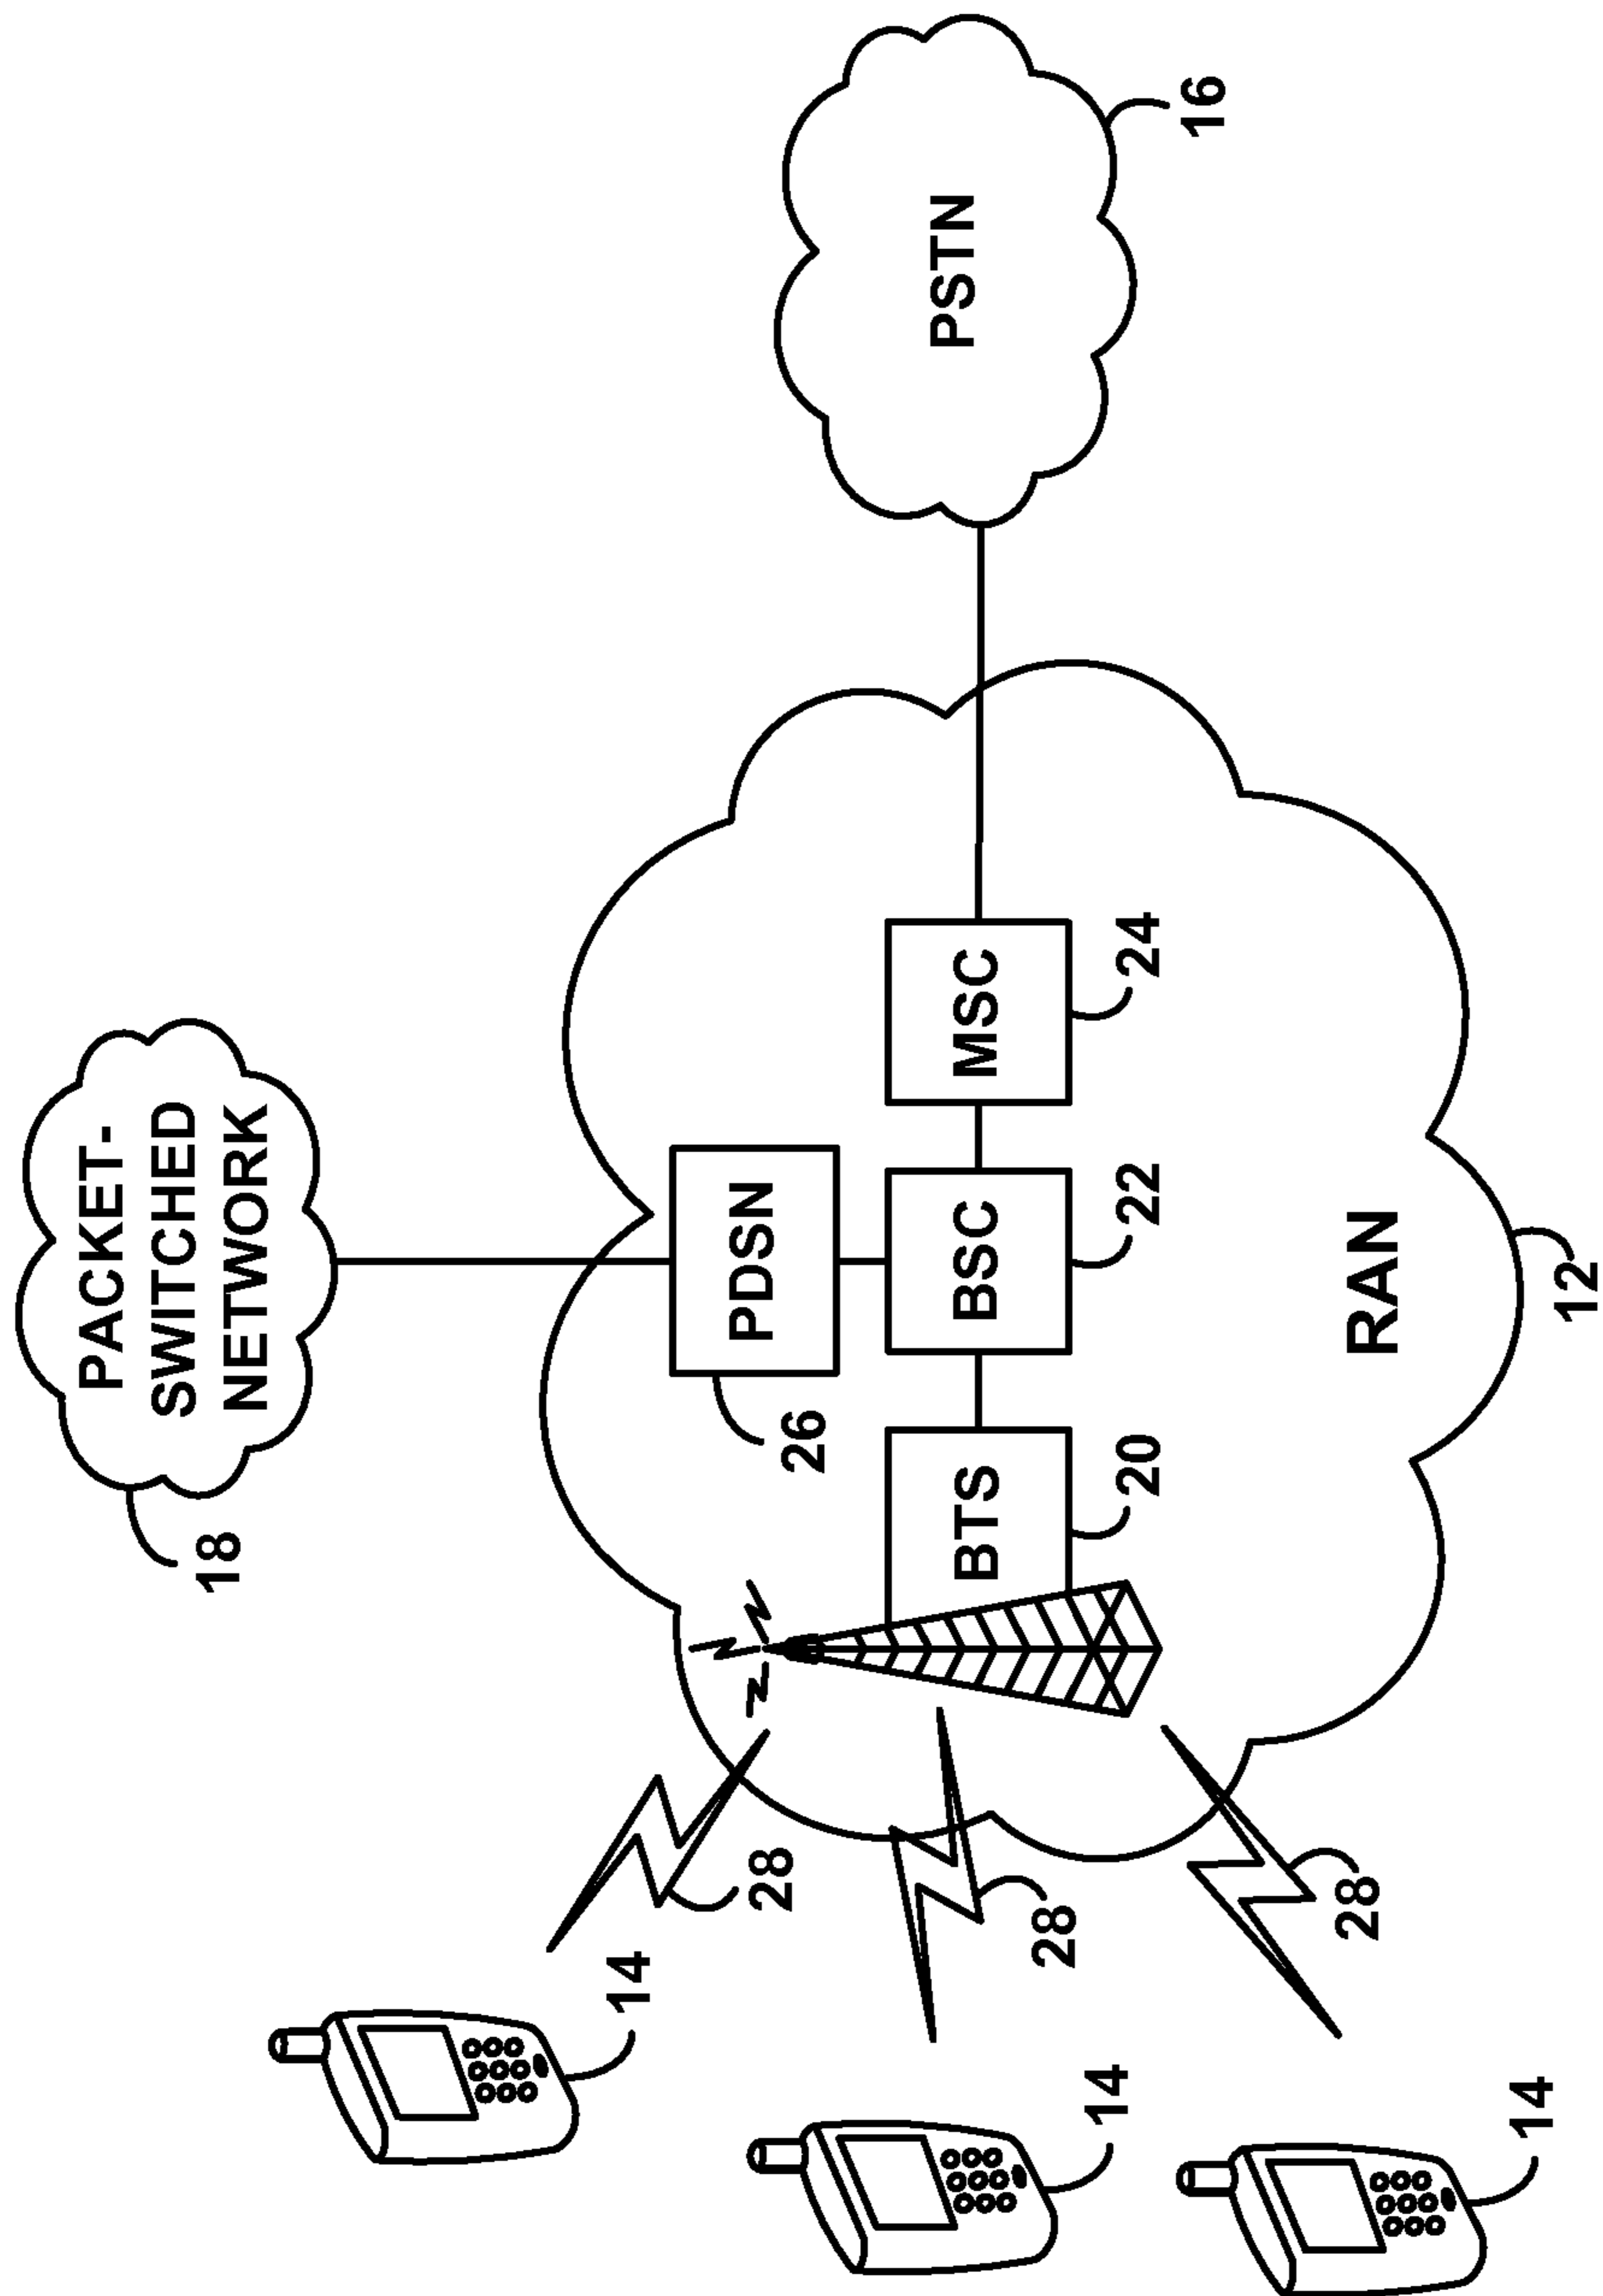 PACKET-
SWITCHED
NETWORK
18
PSTN
16
PDSN
26
BTS
20
BSC
22
MSC
24
RAN
12
28
28
28
14
14
14